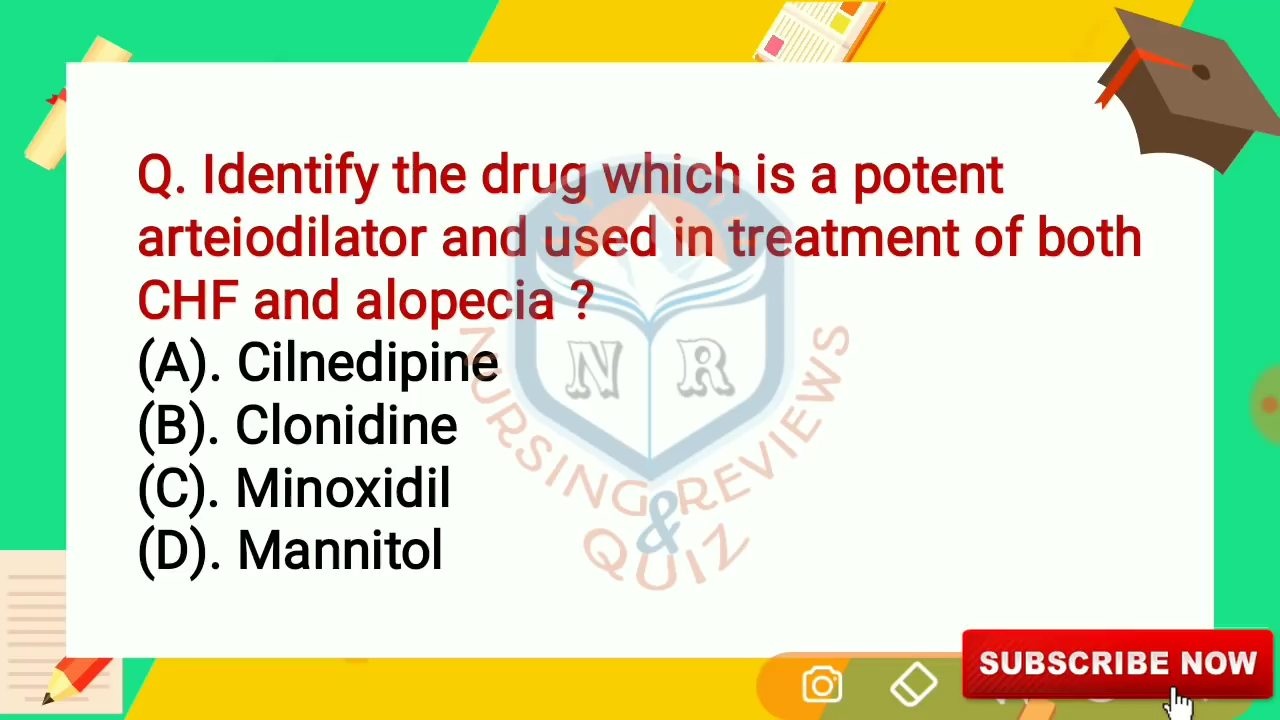 Q. Identify the drug which is a potent
arteiodilator and used in treatment of both
CHF and alopecia ?
(A). Cilnedipine
(B). Clonidine
(C). Minoxidil
(D). Mannitol
N R
NURSING REVIEWS
&
QUIZ
SUBSCRIBE NOW